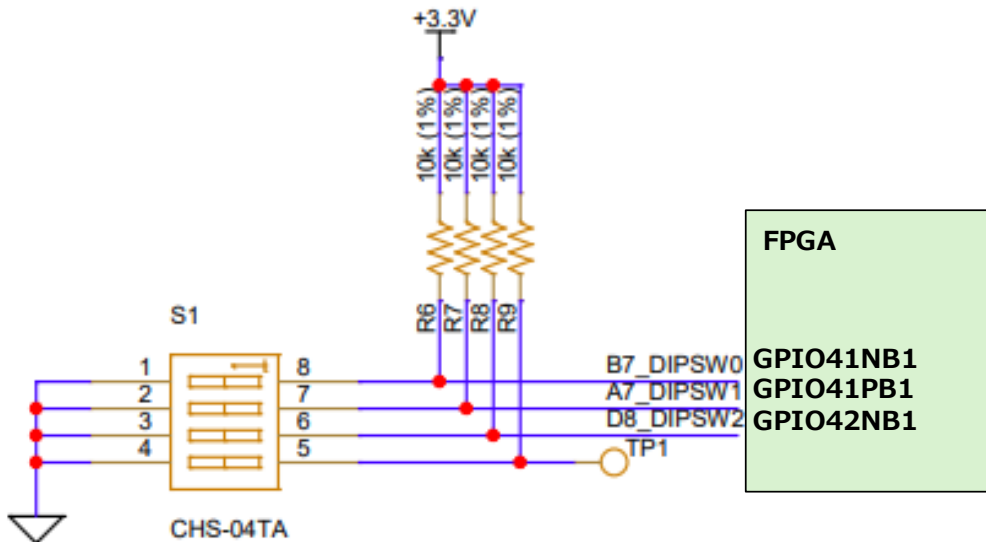 +3.3V
10k (1%)
10k (1%)
10k (1%)
10k (1%)
FPGA
R6
R7
R8
R9
S1
1
8
B7_DIPSW0
GPIO41NB1
2
7
A7_DIPSW1
GPIO41PB1
3
6
D8_DIPSW2
GPIO42NB1
4
5
TP1
CHS-04TA